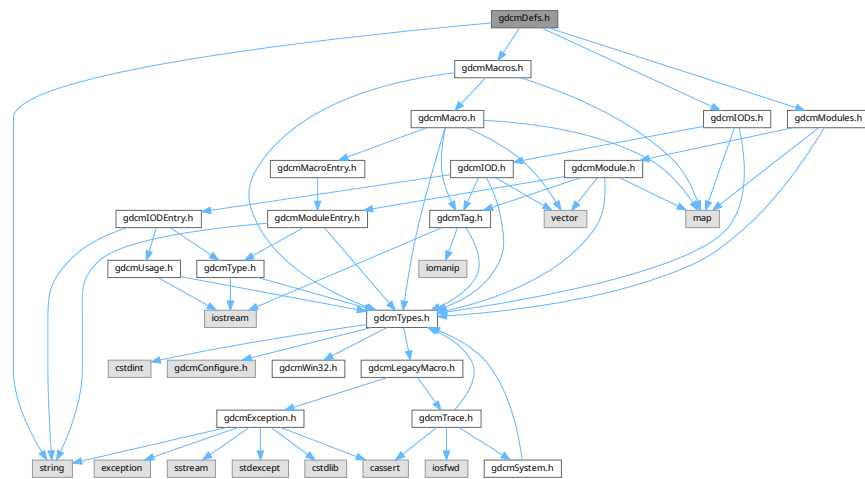 gdcmDefs.h
gdcmMacros.h
gdcmMacro.h
gdcmIODs.h
gdcmModules.h
gdcmMacroEntry.h
gdcmIOD.h
gdcmModule.h
gdcmIODEntry.h
gdcmModuleEntry.h
gdcmTag.h
vector
map
gdcmUsage.h
gdcmType.h
iomanip
iostream
gdcmTypes.h
cstdint
gdcmConfigure.h
gdcmWin32.h
gdcmLegacyMacro.h
gdcmException.h
gdcmTrace.h
string
exception
sstream
stdexcept
cstdlib
cassert
iosfwd
gdcmSystem.h